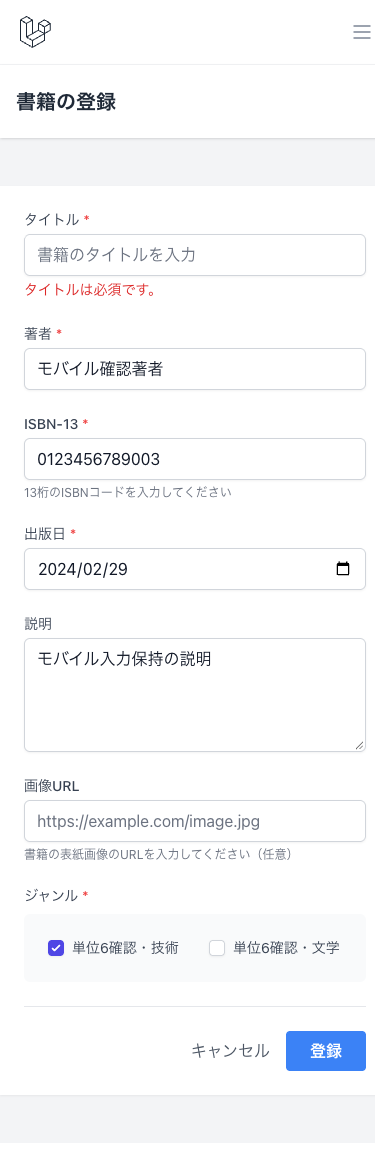 書籍の登録
タイトル *
書籍のタイトルを入力
タイトルは必須です。
著者 *
モバイル確認著者
ISBN-13 *
0123456789003
13桁のISBNコードを入力してください
出版日 *
2024/02/29
説明
モバイル入力保持の説明
画像URL
https://example.com/image.jpg
書籍の表紙画像のURLを入力してください（任意）
ジャンル *
単位6確認・技術 単位6確認・文学
キャンセル 登録